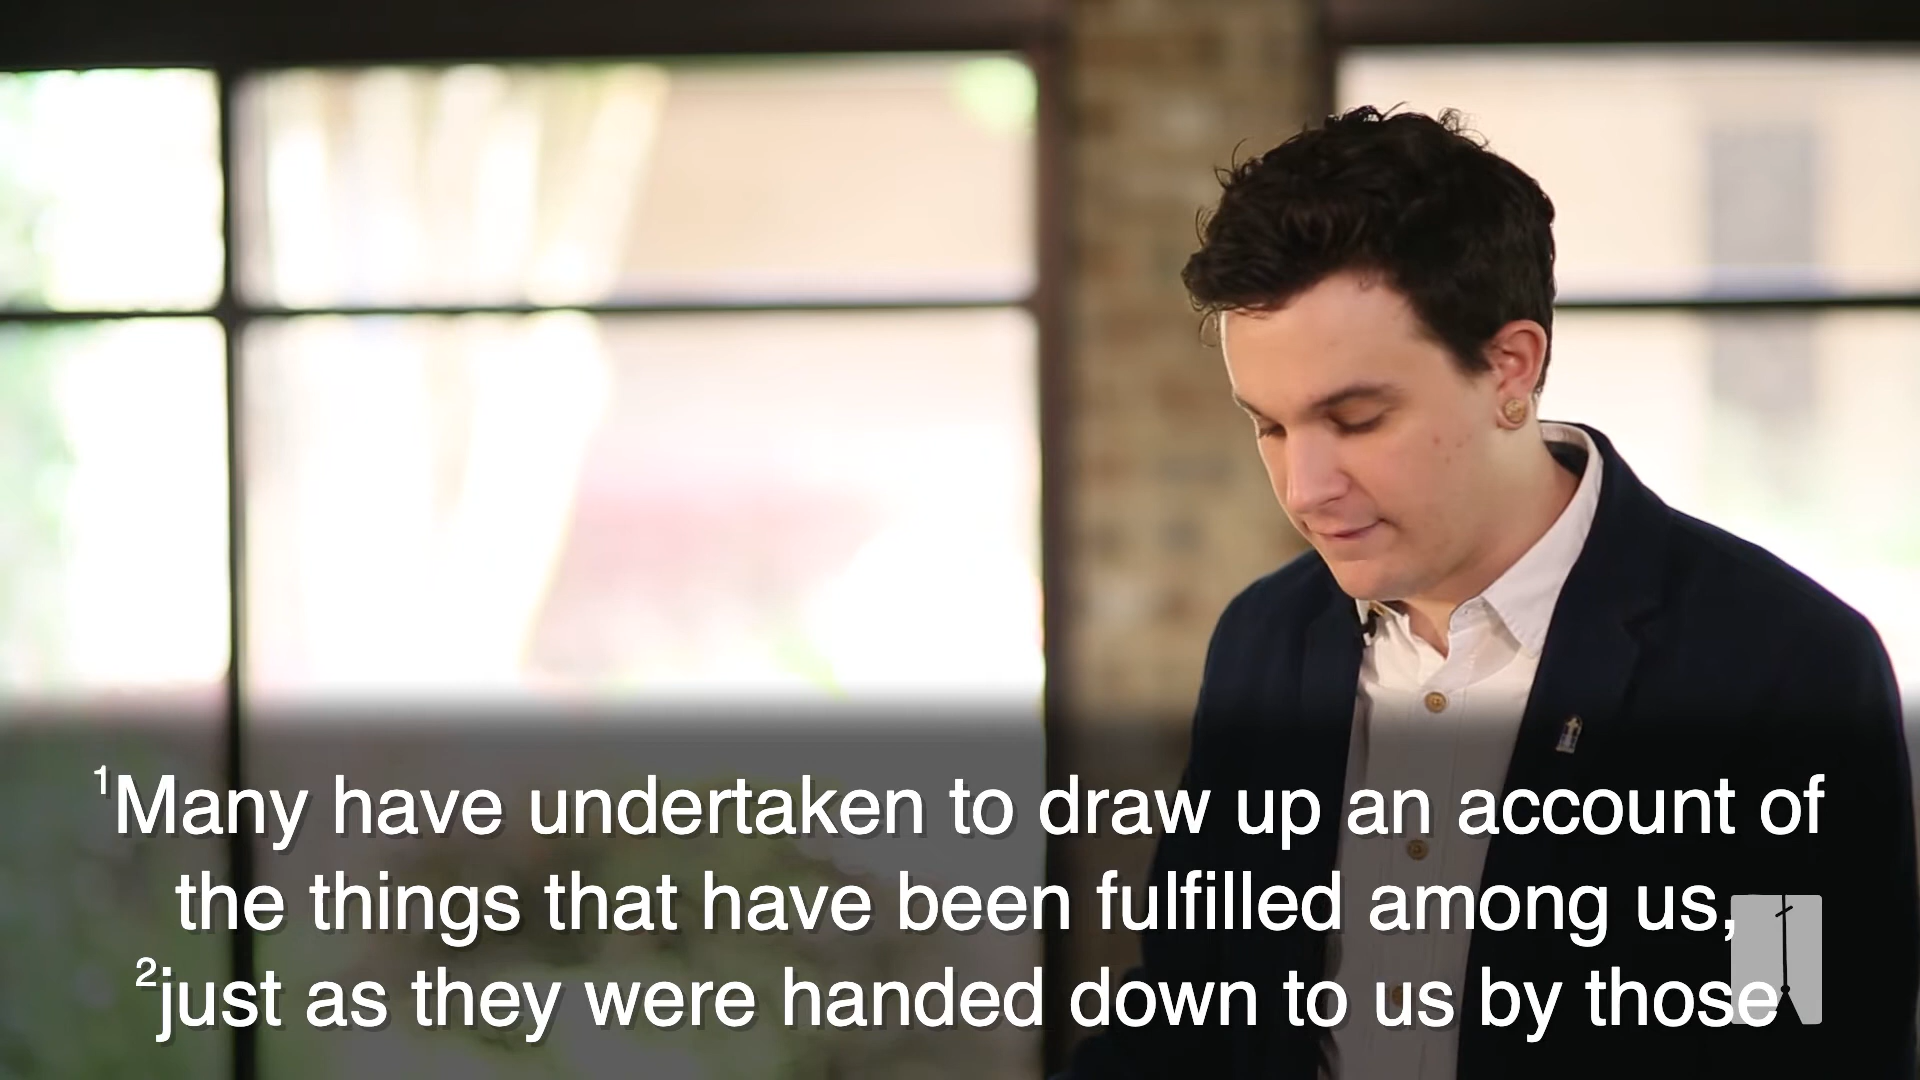 ¹Many have undertaken to draw up an account of
the things that have been fulfilled among us,
²just as they were handed down to us by those